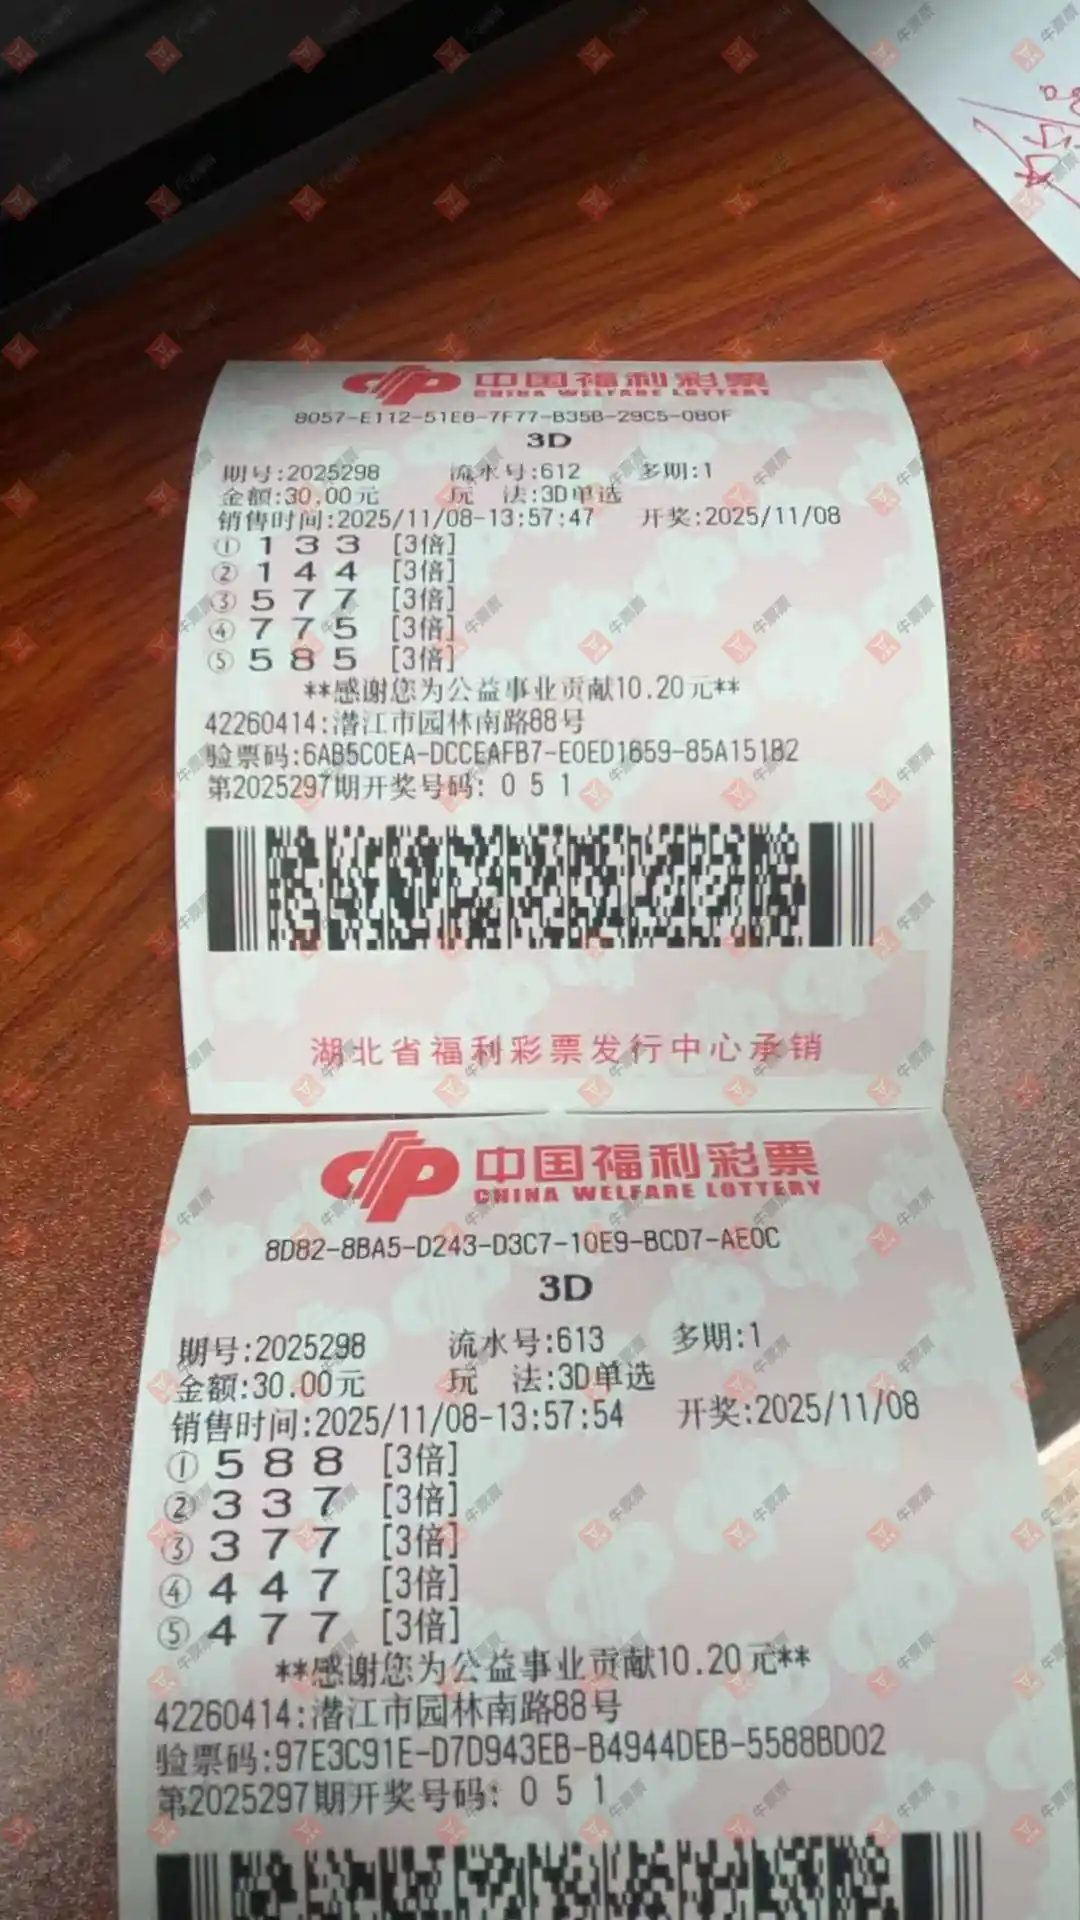 中国福利彩票
CHINA WELFARE LOTTERY
8057-E112-51E8-7F77-B35B-29C5-080F
3D
期号:2025298 流水号:612 多期:1
金额:30.00元 玩 法:3D单选
销售时间:2025/11/08-13:57:47 开奖:2025/11/08
① 1 3 3 [3倍]
② 1 4 4 [3倍]
③ 5 7 7 [3倍]
④ 7 7 5 [3倍]
⑤ 5 8 5 [3倍]
**感谢您为公益事业贡献10.20元**
42260414:潜江市园林南路88号
验票码:6AB5C0EA-DCCEAFB7-E0ED1859-85A151B2
第2025297期开奖号码: 0 5 1
湖北省福利彩票发行中心承销
中国福利彩票
CHINA WELFARE LOTTERY
8D82-8BA5-D243-D3C7-10E9-BCD7-AE0C
3D
期号:2025298 流水号:613 多期:1
金额:30.00元 玩 法:3D单选
销售时间:2025/11/08-13:57:54 开奖:2025/11/08
① 5 8 8 [3倍]
② 3 3 7 [3倍]
③ 3 7 7 [3倍]
④ 4 4 7 [3倍]
⑤ 4 7 7 [3倍]
**感谢您为公益事业贡献10.20元**
42260414:潜江市园林南路88号
验票码:97E3C91E-D7D943EB-B4944DEB-5588BD02
第2025297期开奖号码: 0 5 1
牛票票